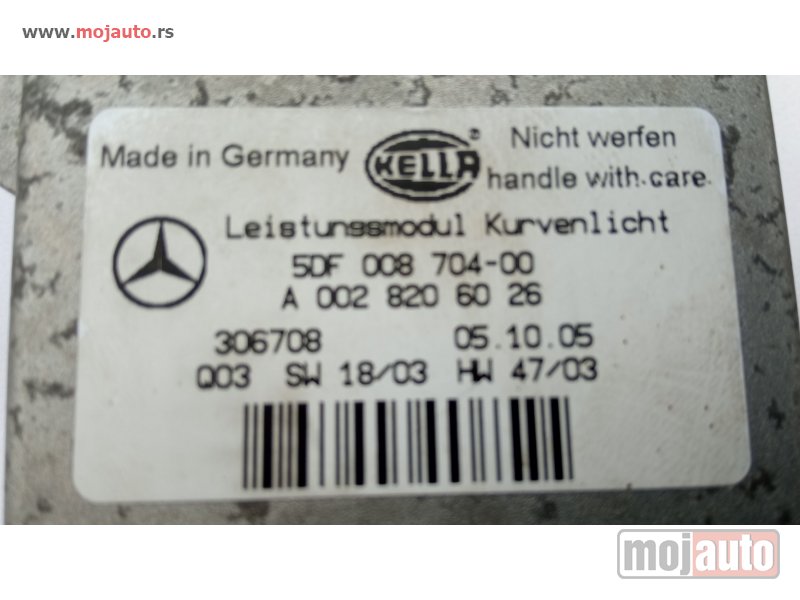 www.mojauto.rs
Made in Germany
HELLA
®
Nicht werfen
handle with care.
Leistungsmodul Kurvenlicht
5DF 008 704-00
A 002 820 60 26
306708 05.10.05
Q03 SW 18/03 HW 47/03
mojauto